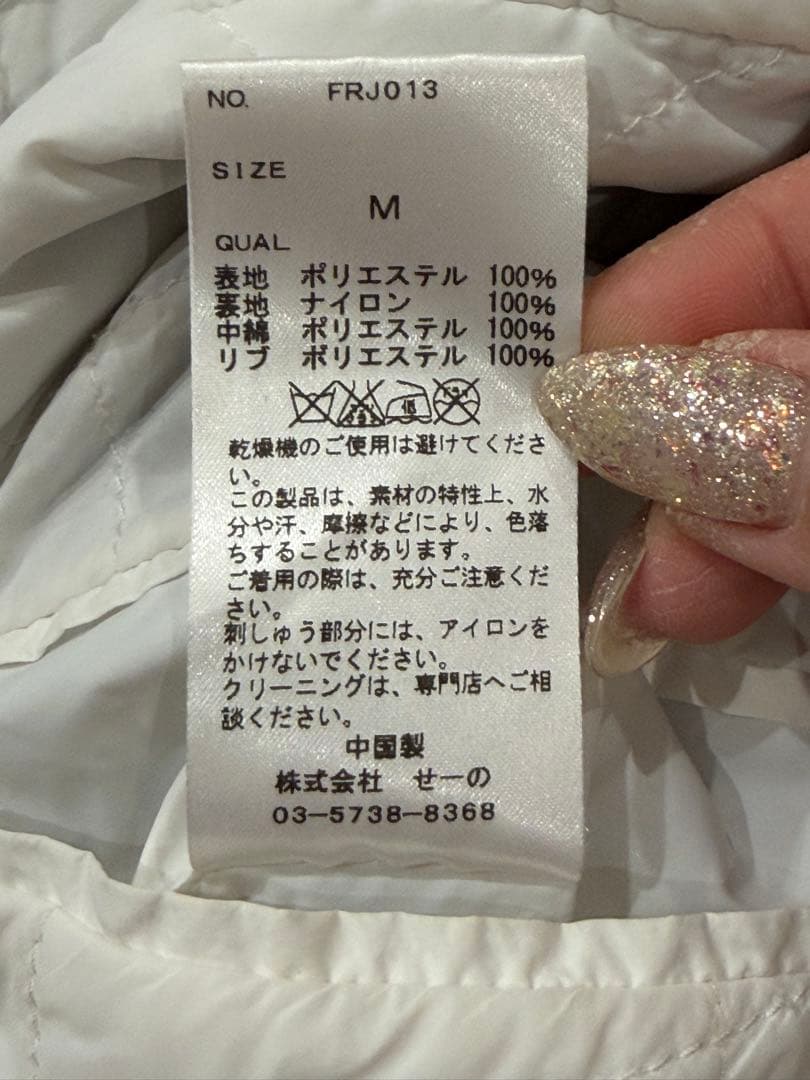 NO. FRJ013
SIZE
M
QUAL
表地 ポリエステル 100%
裏地 ナイロン 100%
中綿 ポリエステル 100%
リブ ポリエステル 100%
乾燥機のご使用は避けてくださ
い。
この製品は、素材の特性上、水
分や汗、摩擦などにより、色落
ちすることがあります。
ご着用の際は、充分ご注意くだ
さい。
刺しゅう部分には、アイロンを
かけないでください。
クリーニングは、専門店へご相
談ください。
中国製
株式会社 せーの
03-5738-8368